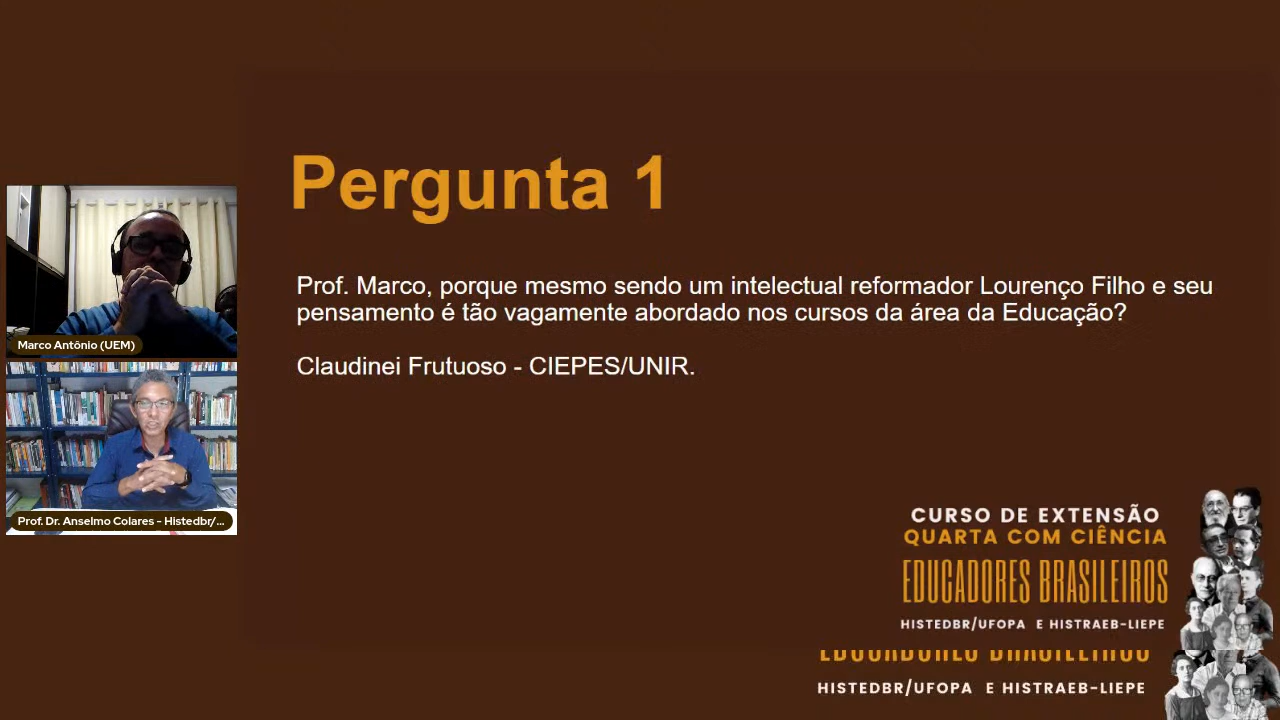 Pergunta 1
Prof. Marco, porque mesmo sendo um intelectual reformador Lourenço Filho e seu
pensamento é tão vagamente abordado nos cursos da área da Educação?
Claudinei Frutuoso - CIEPES/UNIR.
Marco Antônio (UEM)
Prof. Dr. Anselmo Colares - Histedbr/...
CURSO DE EXTENSÃO
QUARTA COM CIÊNCIA
EDUCADORES BRASILEIROS
HISTEDBR/UFOPA E HISTRAEB-LIEPE
EDUCADORES BRASILEIROS
HISTEDBR/UFOPA E HISTRAEB-LIEPE